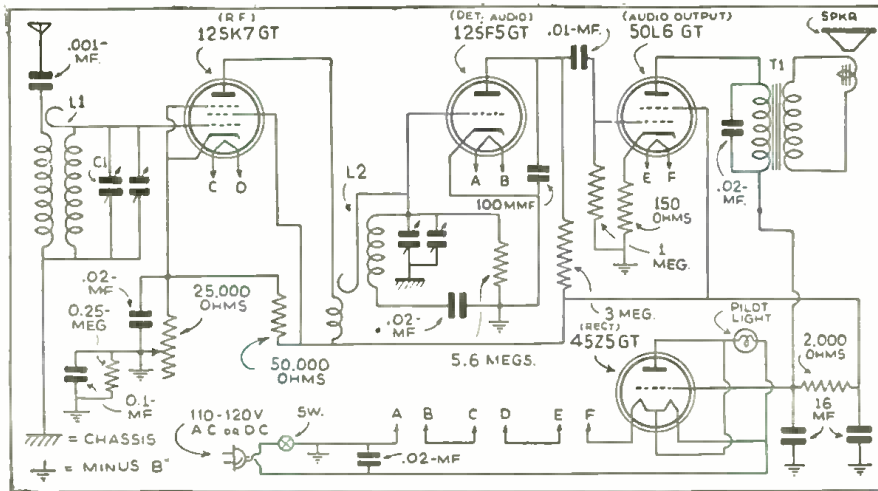 (R F)
12SK7GT
(DET. AUDIO)
12SF5GT
.01-MF.
(AUDIO OUTPUT)
50L6 GT
SPKR
.001-
MF.
L1
T1
C1
L2
C D
A B
E F
100MMF
150
OHMS
.02-
MF.
1
MEG.
.02-
MF
25,000
OHMS
0.25-
MEG
3 MEG.
PILOT
LIGHT
.02-
MF
(RECT)
45Z5GT
2,000
OHMS
50,000
OHMS
5.6 MEGS.
0.1-
MF
110-120V
A C OR D C
SW.
A B C D E F
16
MF
= CHASSIS
.02-MF
= MINUS B"